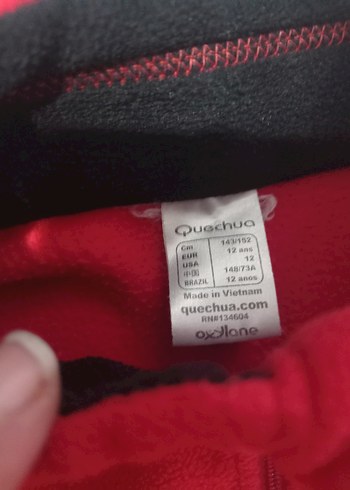 Quechua
Cm 143/152
EUR 12 ans
USA 12
中国 148/73A
BRAZIL 12 anos
Made in Vietnam
quechua.com
RN#134604
oxylane